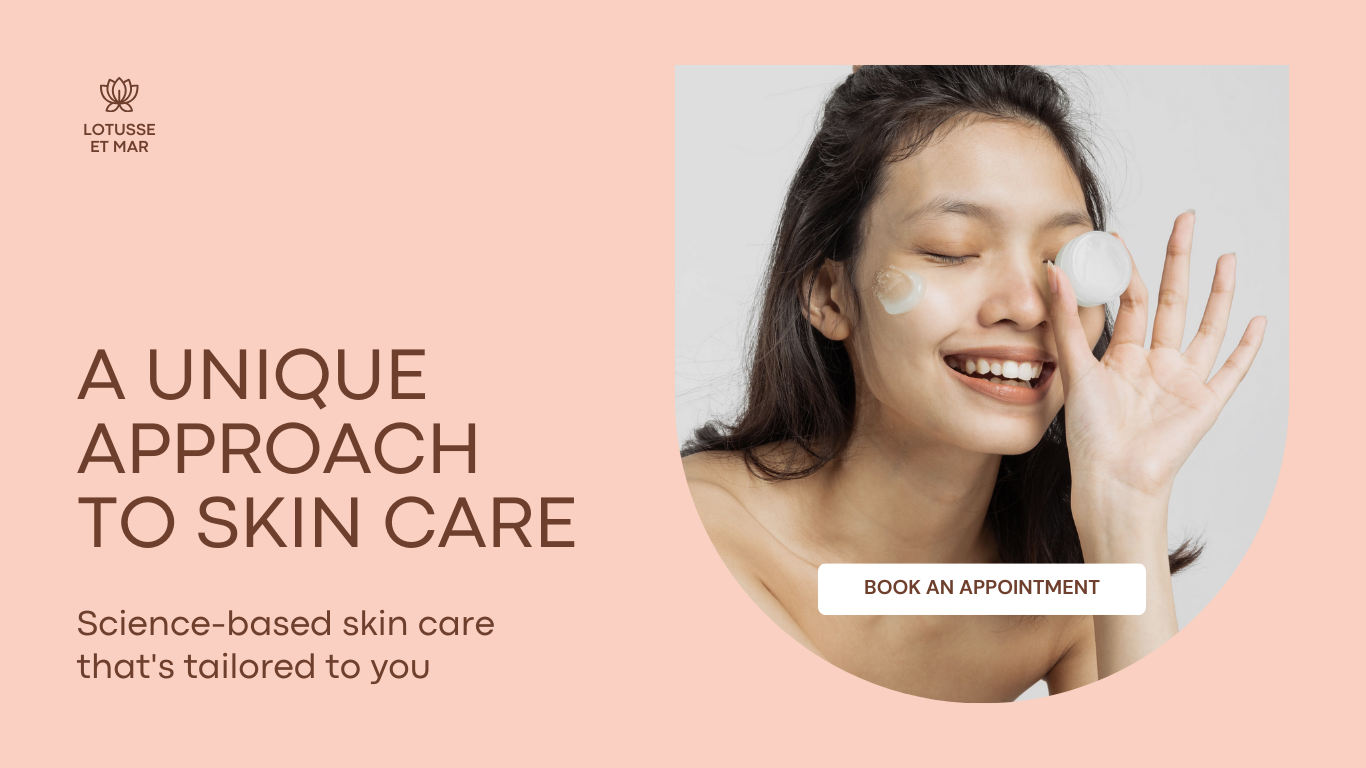 LOTUSSE
ET MAR
A UNIQUE
APPROACH
TO SKIN CARE
Science-based skin care
that's tailored to you
BOOK AN APPOINTMENT